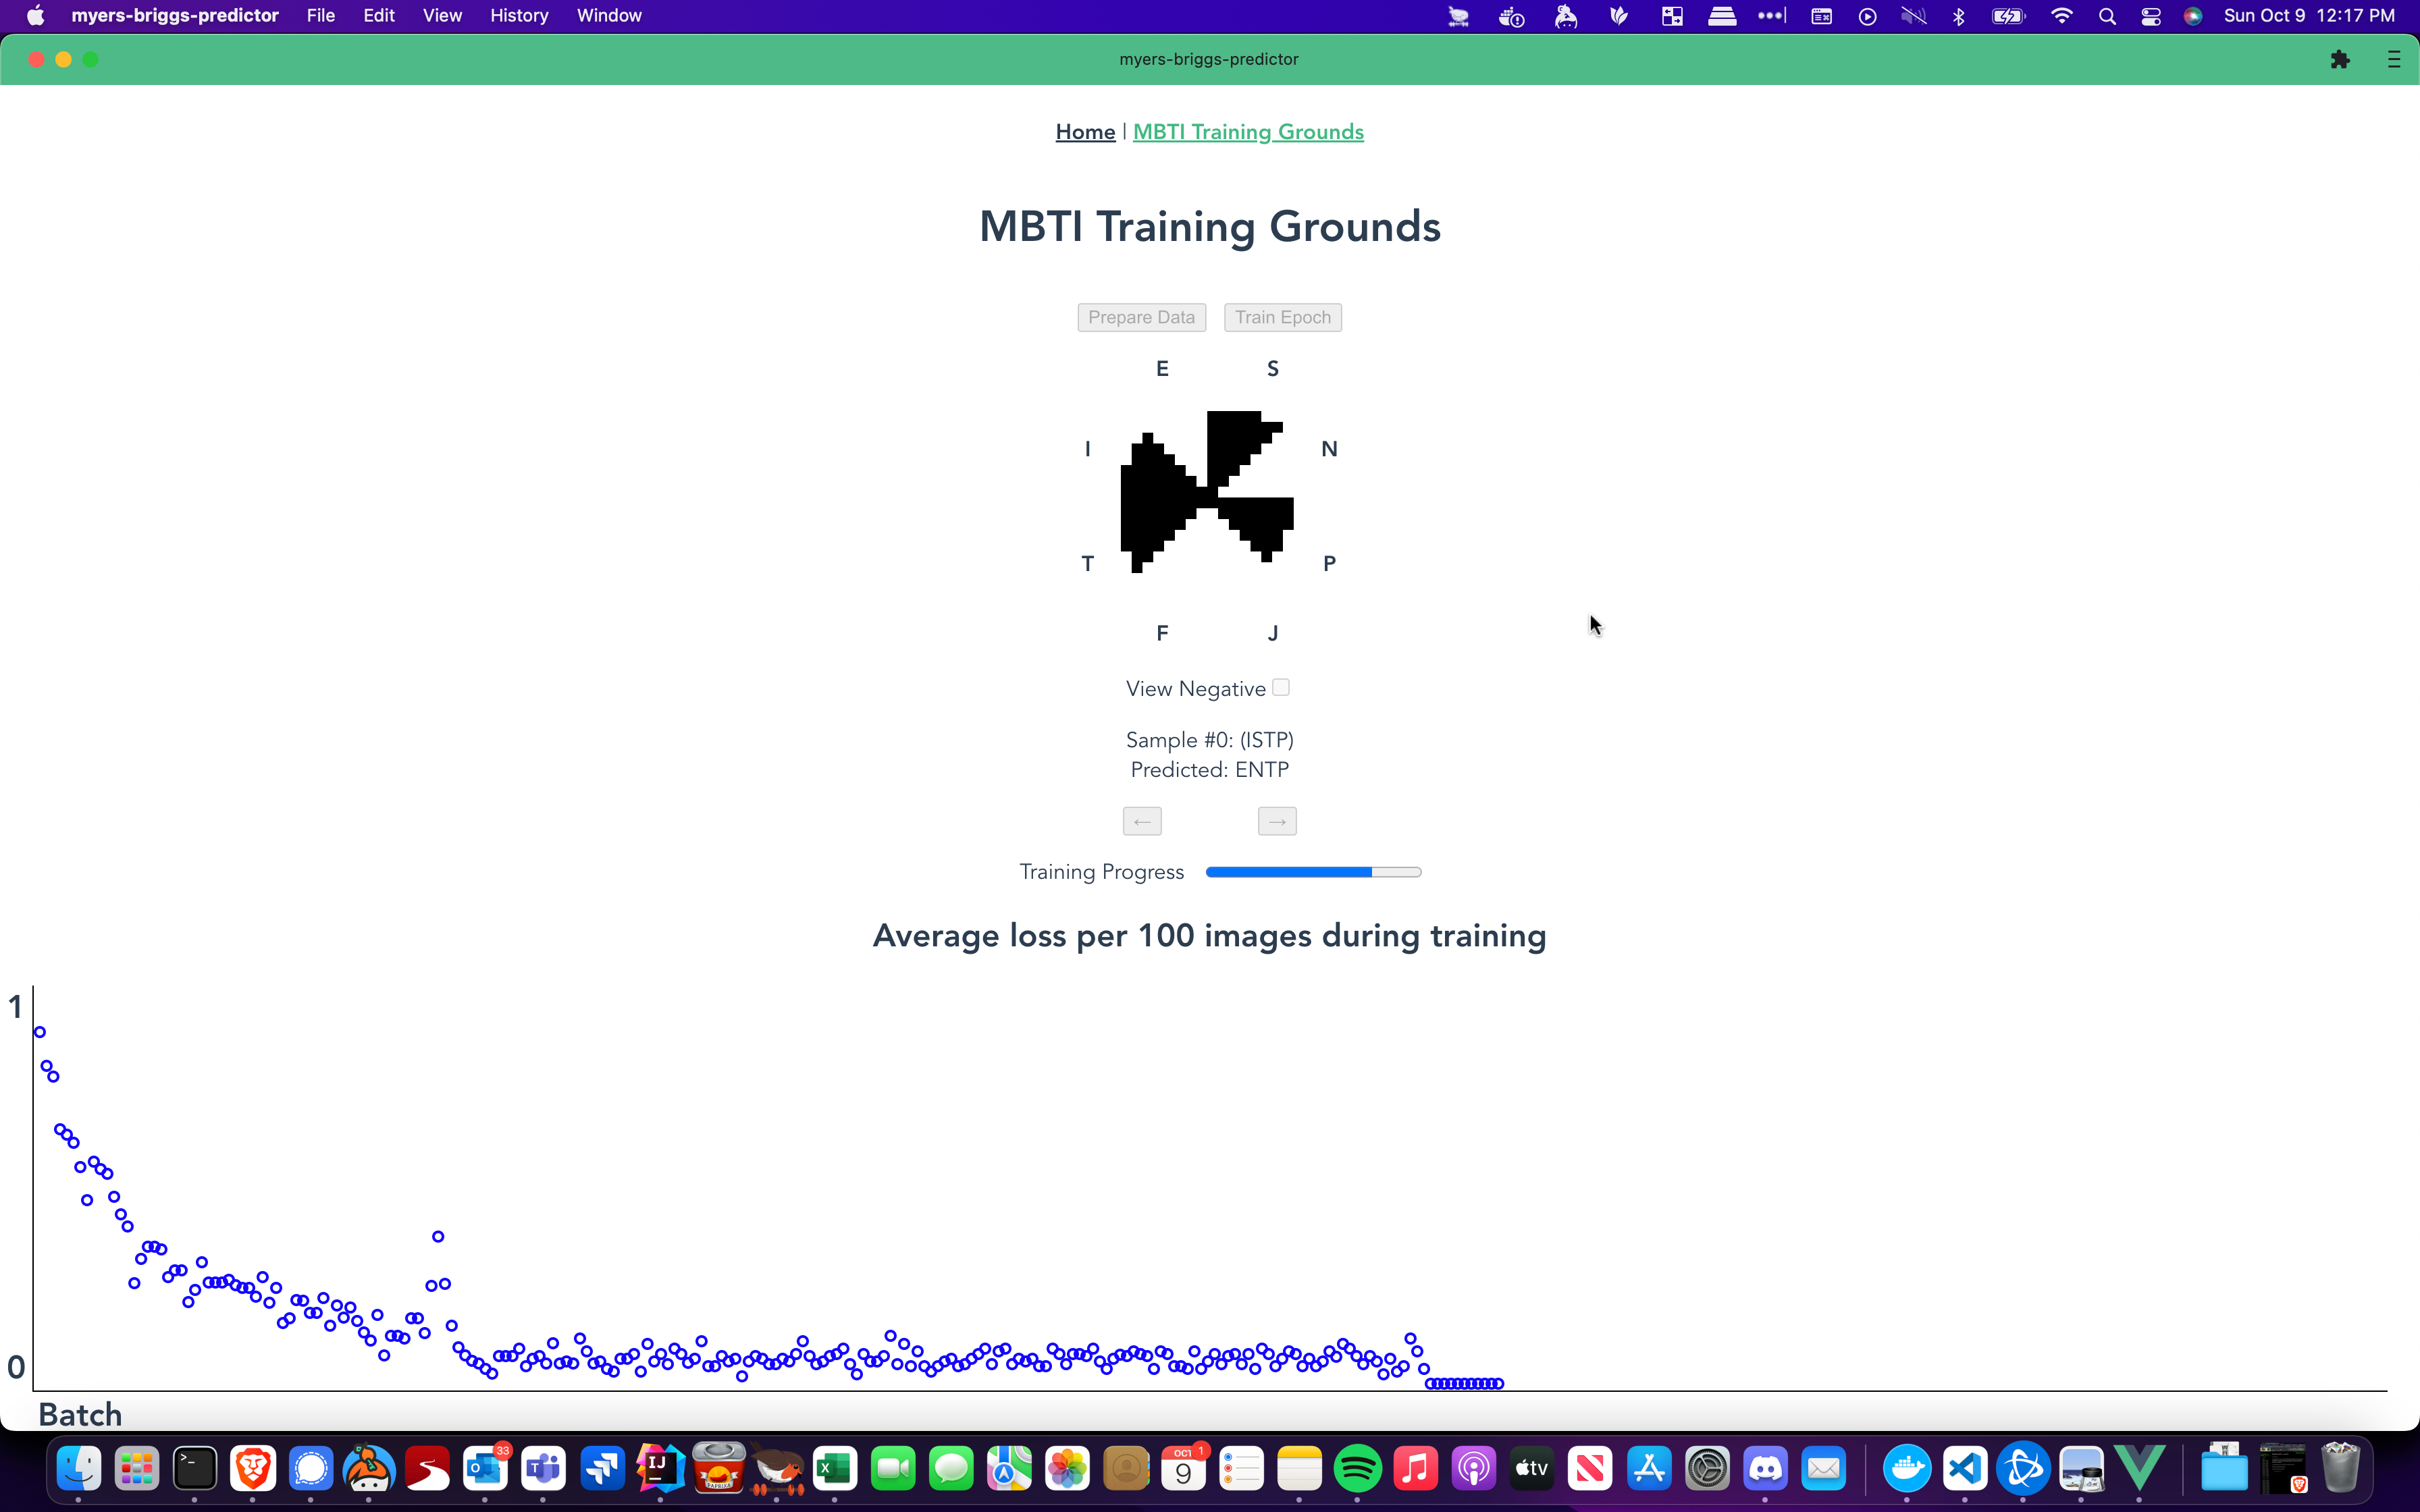 myers-briggs-predictor File Edit View History Window Sun Oct 9 12:17 PM
myers-briggs-predictor
Home | MBTI Training Grounds
MBTI Training Grounds
Prepare Data Train Epoch
E S
I N
T P
F J
View Negative
Sample #0: (ISTP)
Predicted: ENTP
← →
Training Progress
Average loss per 100 images during training
1
0
Batch
33
OCT 1
9
IJ
tv